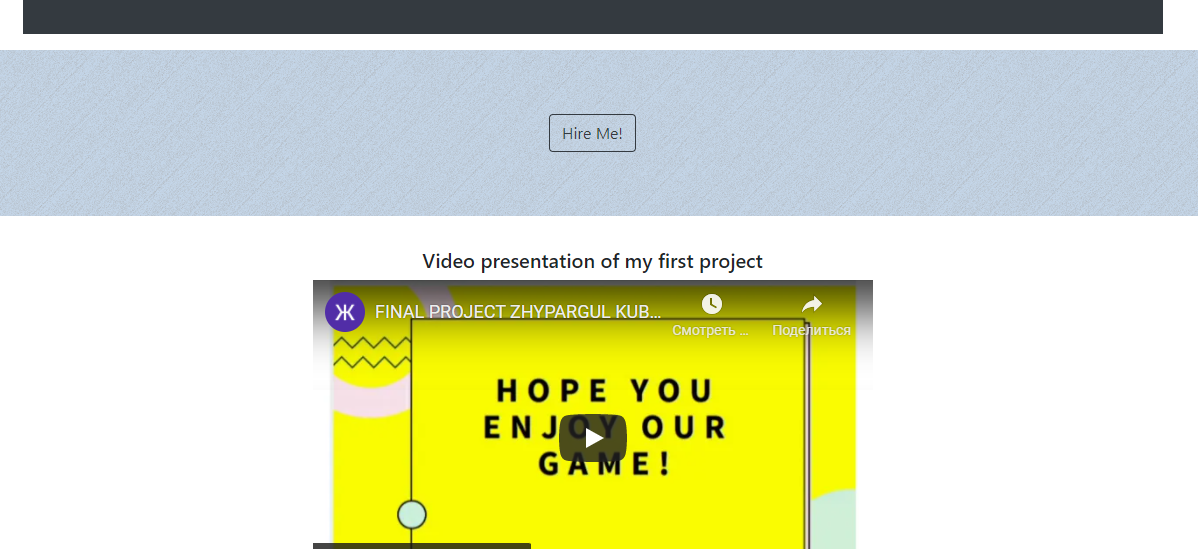 Hire Me!
Video presentation of my first project
Ж FINAL PROJECT ZHYPARGUL KUB...
Смотреть ...
Поделиться
HOPE YOU
ENJOY OUR
GAME!